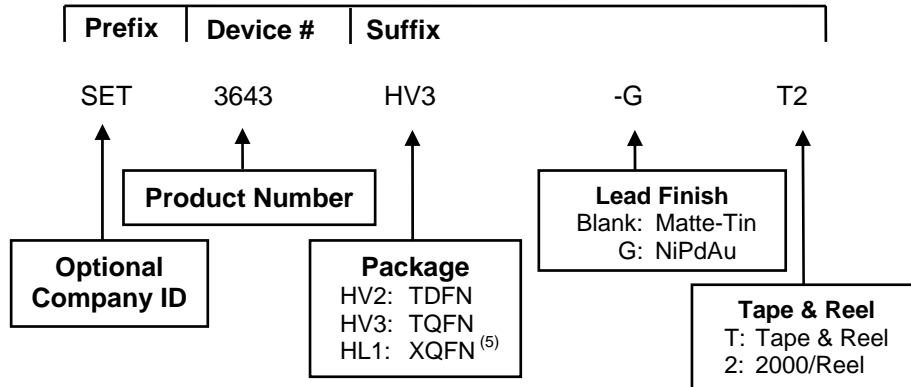 Prefix Device # Suffix
SET 3643 HV3 -G T2
Product Number
Optional
Company ID
Package
HV2: TDFN
HV3: TQFN
HL1: XQFN (5)
Lead Finish
Blank: Matte-Tin
G: NiPdAu
Tape & Reel
T: Tape & Reel
2: 2000/Reel